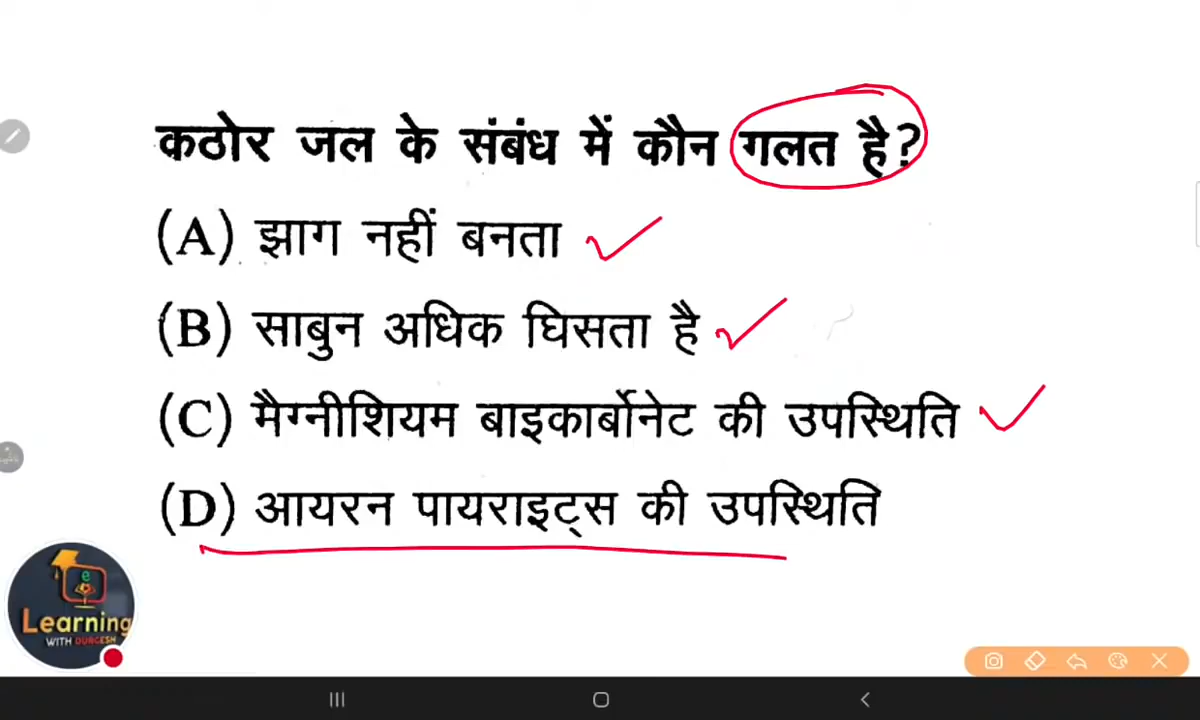 कठोर जल के संबंध में कौन गलत है?
(A) झाग नहीं बनता
(B) साबुन अधिक घिसता है
(C) मैग्नीशियम बाइकार्बोनेट की उपस्थिति
(D) आयरन पायराइट्स की उपस्थिति
e
Learning
WITH DURGESH